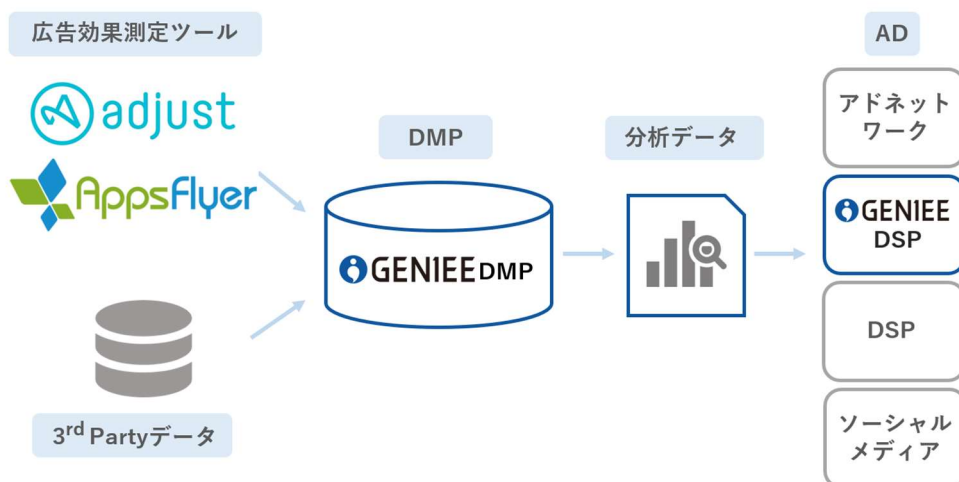 広告効果測定ツール
adjust
AppsFlyer
3rd Partyデータ
DMP
GENIEE DMP
分析データ
AD
アドネット
ワーク
GENIEE
DSP
DSP
ソーシャル
メディア